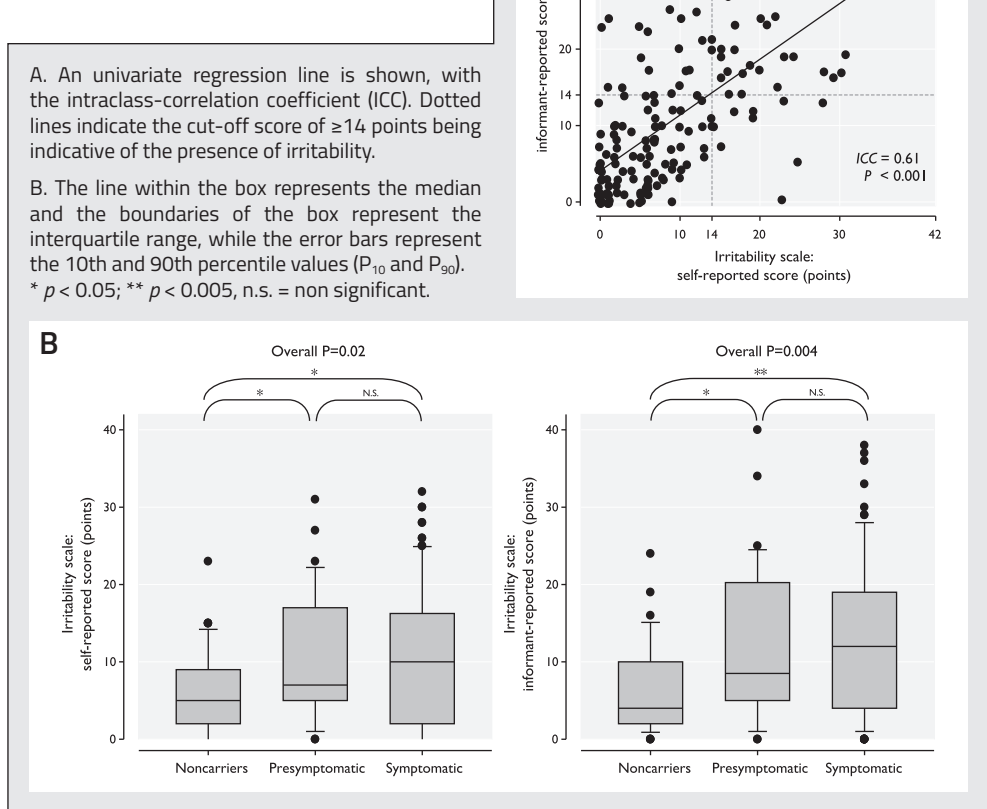 A. An univariate regression line is shown, with
the intraclass-correlation coefficient (ICC). Dotted
lines indicate the cut-off score of ≥14 points being
indicative of the presence of irritability.
B. The line within the box represents the median
and the boundaries of the box represent the
interquartile range, while the error bars represent
the 10th and 90th percentile values (P10 and P90).
* p < 0.05; ** p < 0.005, n.s. = non significant.
informant-reported score
20
14
10
0
ICC = 0.61
P < 0.001
0 10 14 20 30 42
Irritability scale:
self-reported score (points)
B
Overall P=0.02
*
* N.S.
Irritability scale:
self-reported score (points)
40
30
20
10
0
Noncarriers Presymptomatic Symptomatic
Overall P=0.004
**
* N.S.
Irritability scale:
informant-reported score (points)
40
30
20
10
0
Noncarriers Presymptomatic Symptomatic